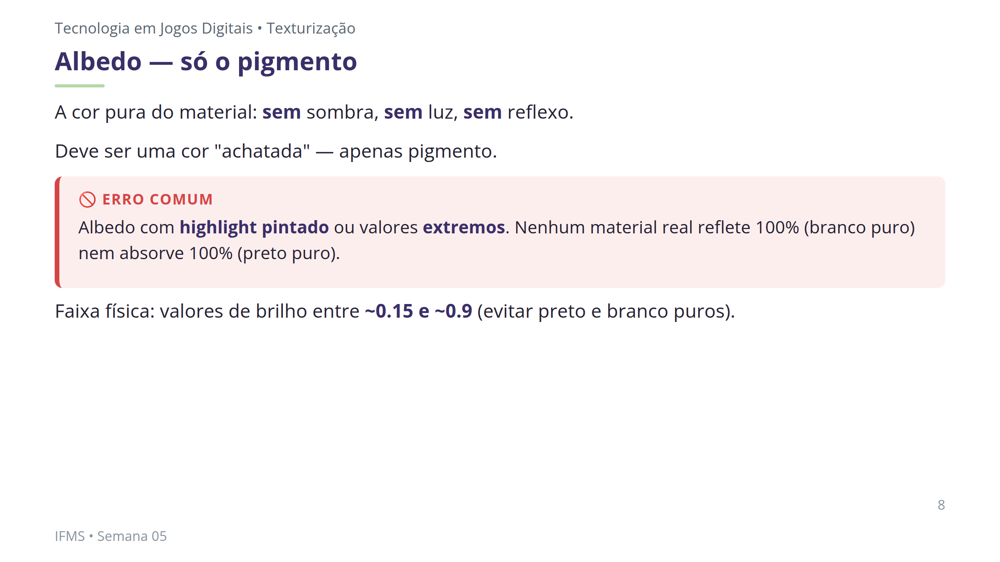 Tecnologia em Jogos Digitais • Texturização
Albedo — só o pigmento
A cor pura do material: sem sombra, sem luz, sem reflexo.
Deve ser uma cor "achatada" — apenas pigmento.
🚫 ERRO COMUM
Albedo com highlight pintado ou valores extremos. Nenhum material real reflete 100% (branco puro)
nem absorve 100% (preto puro).
Faixa física: valores de brilho entre ~0.15 e ~0.9 (evitar preto e branco puros).
8
IFMS • Semana 05